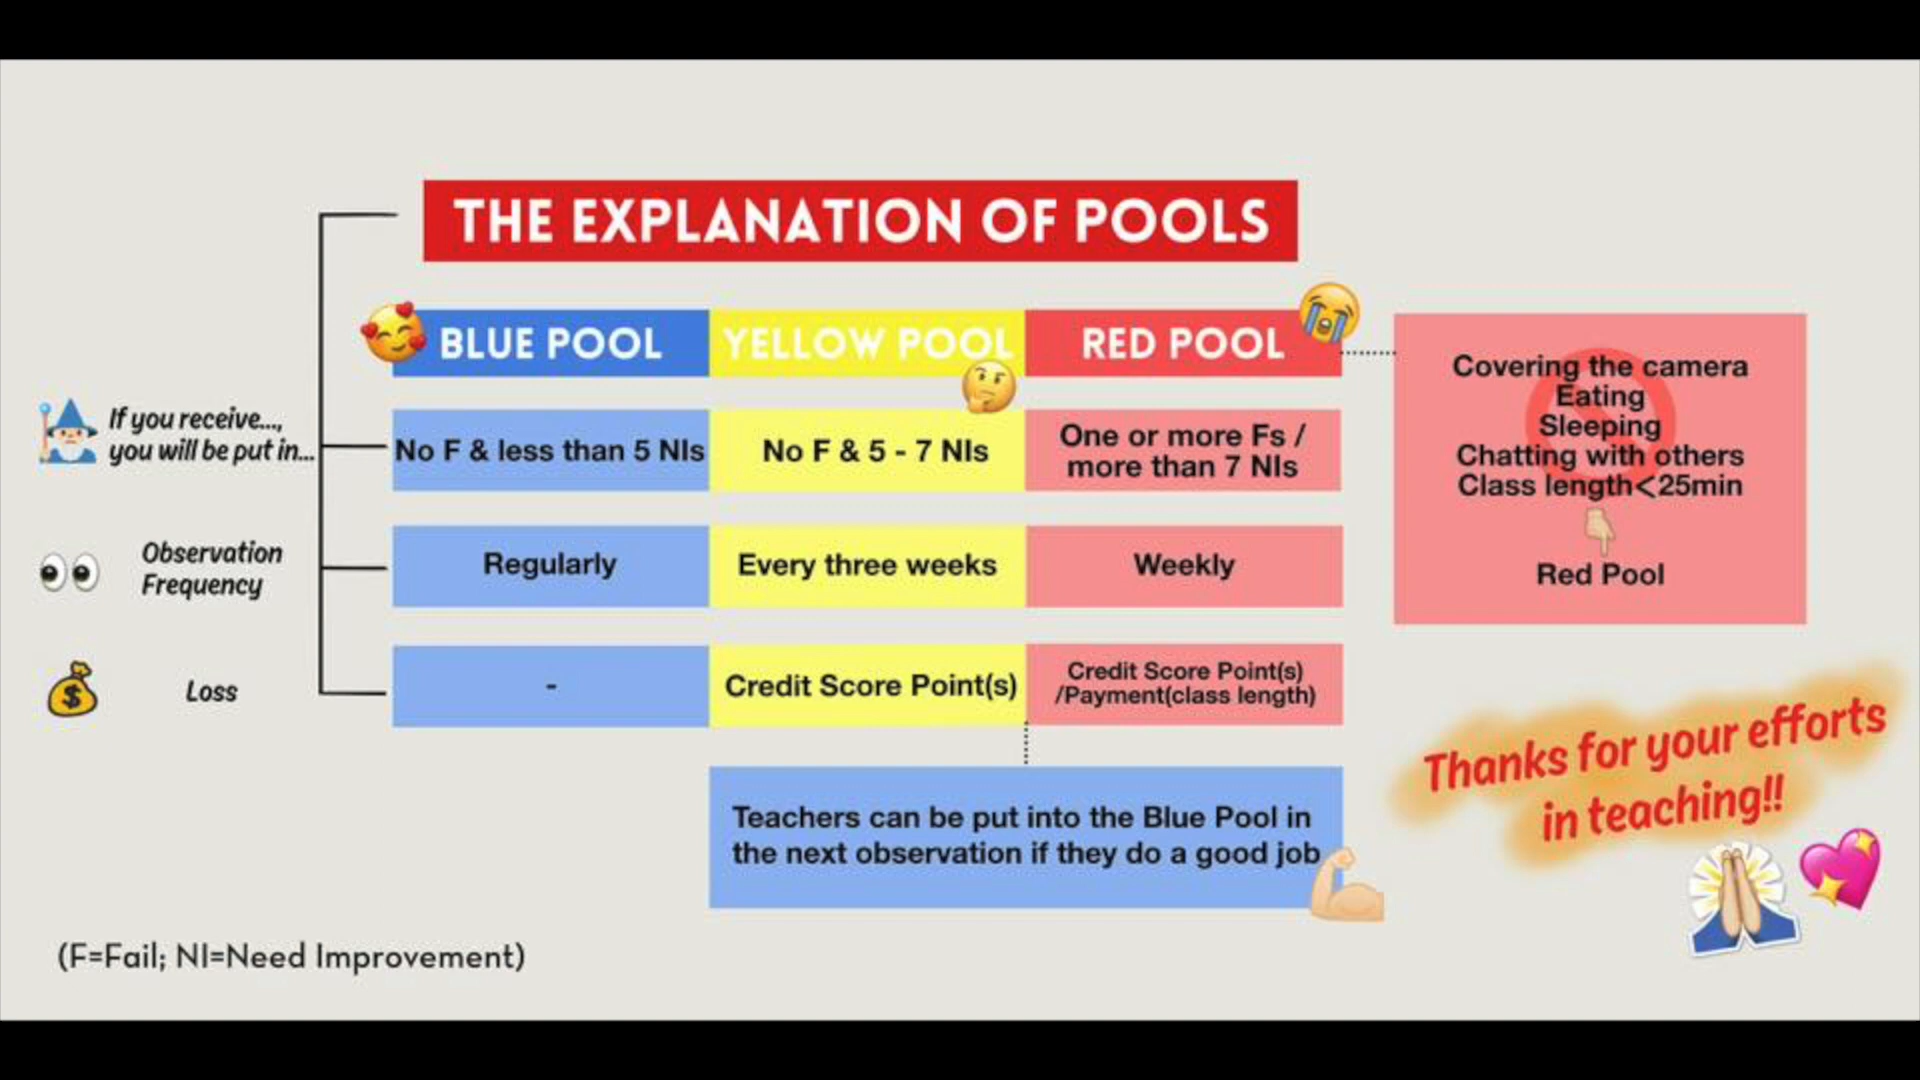 THE EXPLANATION OF POOLS
BLUE POOL
YELLOW POOL
RED POOL
If you receive...,
you will be put in...
No F & less than 5 NIs
No F & 5 - 7 NIs
One or more Fs /
more than 7 NIs
Observation
Frequency
Regularly
Every three weeks
Weekly
Loss
-
Credit Score Point(s)
Credit Score Point(s)
/Payment(class length)
Covering the camera
Eating
Sleeping
Chatting with others
Class length<25min
Red Pool
Teachers can be put into the Blue Pool in
the next observation if they do a good job
Thanks for your efforts
in teaching!!
(F=Fail; NI=Need Improvement)